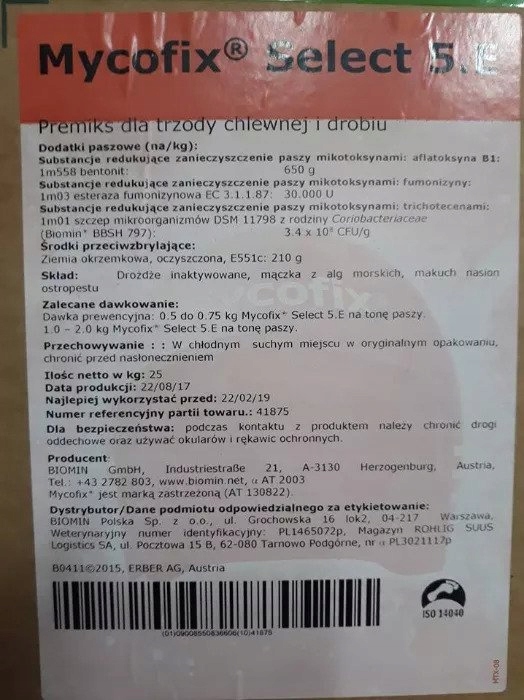 Mycofix® Select 5.E
Premiks dla trzody chlewnej i drobiu
Dodatki paszowe (na/kg):
Substancje redukujące zanieczyszczenie paszy mikotoksynami: aflatoksyna B1:
1m558 bentonit: 650 g
Substancje redukujące zanieczyszczenie paszy mikotoksynami: fumonizyny:
1m03 esteraza fumonizynowa EC 3.1.1.87: 30.000 U
Substancje redukujące zanieczyszczenie paszy mikotoksynami: trichotecenami:
1m01 szczep mikroorganizmów DSM 11798 z rodziny Coriobacteriaceae
(Biomin® BBSH 797): 3.4 x 10⁸ CFU/g
Środki przeciwzbrylające:
Ziemia okrzemkowa, oczyszczona, E551c: 210 g
Skład: Drożdże inaktywowane, mączka z alg morskich, makuch nasion
ostropestu
Zalecane dawkowanie:
Dawka prewencyjna: 0.5 do 0.75 kg Mycofix® Select 5.E na tonę paszy.
1.0 – 2.0 kg Mycofix® Select 5.E na tonę paszy.
Przechowywanie : : W chłodnym suchym miejscu w oryginalnym opakowaniu,
chronić przed nasłonecznieniem
Ilośc netto w kg: 25
Data produkcji: 22/08/17
Najlepiej wykorzystać przed: 22/02/19
Numer referencyjny partii towaru.: 41875
Dla bezpieczeństwa: podczas kontaktu z produktem należy chronić drogi
oddechowe oraz używać okularów i rękawic ochronnych.
Producent:
BIOMIN GmbH, Industriestraße 21, A-3130 Herzogenburg, Austria,
Tel.: +43 2782 803, www.biomin.net, α AT 2003
Mycofix® jest marką zastrzeżoną (AT 130822).
Dystrybutor/Dane podmiotu odpowiedzialnego za etykietowanie:
BIOMIN Polska Sp. z o.o., ul. Grochowska 16 lok2, 04-217 Warszawa,
Weterynaryjny numer identyfikacyjny: PL1465072p, Magazyn ROHLIG SUUS
Logistics SA, ul. Pocztowa 15 B, 62-080 Tarnowo Podgórne, nr α PL3021117p
B0411©2015, ERBER AG, Austria
(01)09008550836606(10)41875
ISO 14040
MTX-08